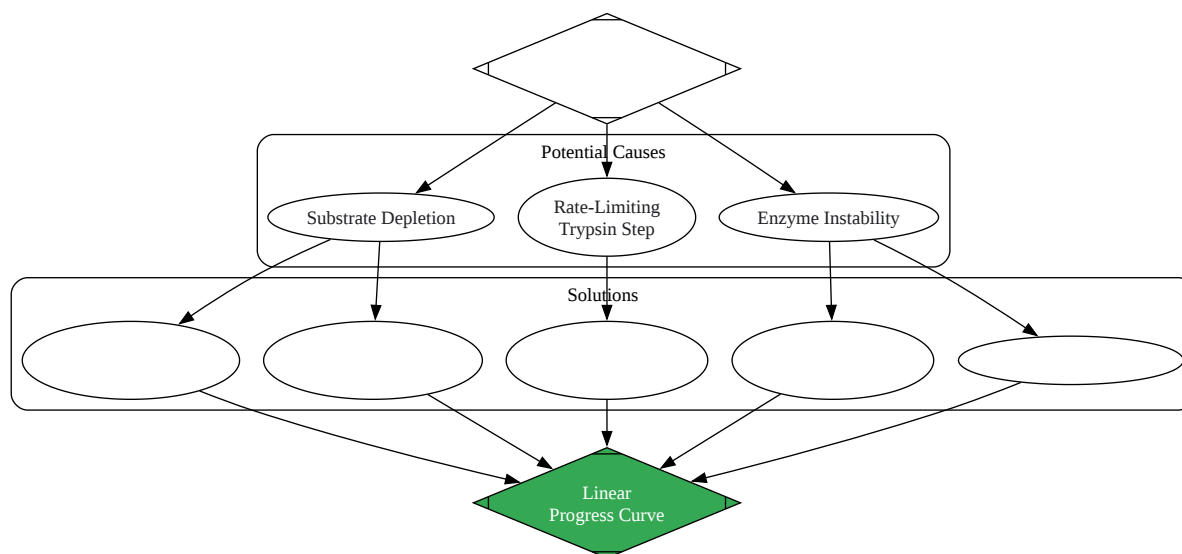 Potential Causes
Substrate Depletion
Rate-Limiting
Trypsin Step
Enzyme Instability
Solutions
Linear
Progress Curve